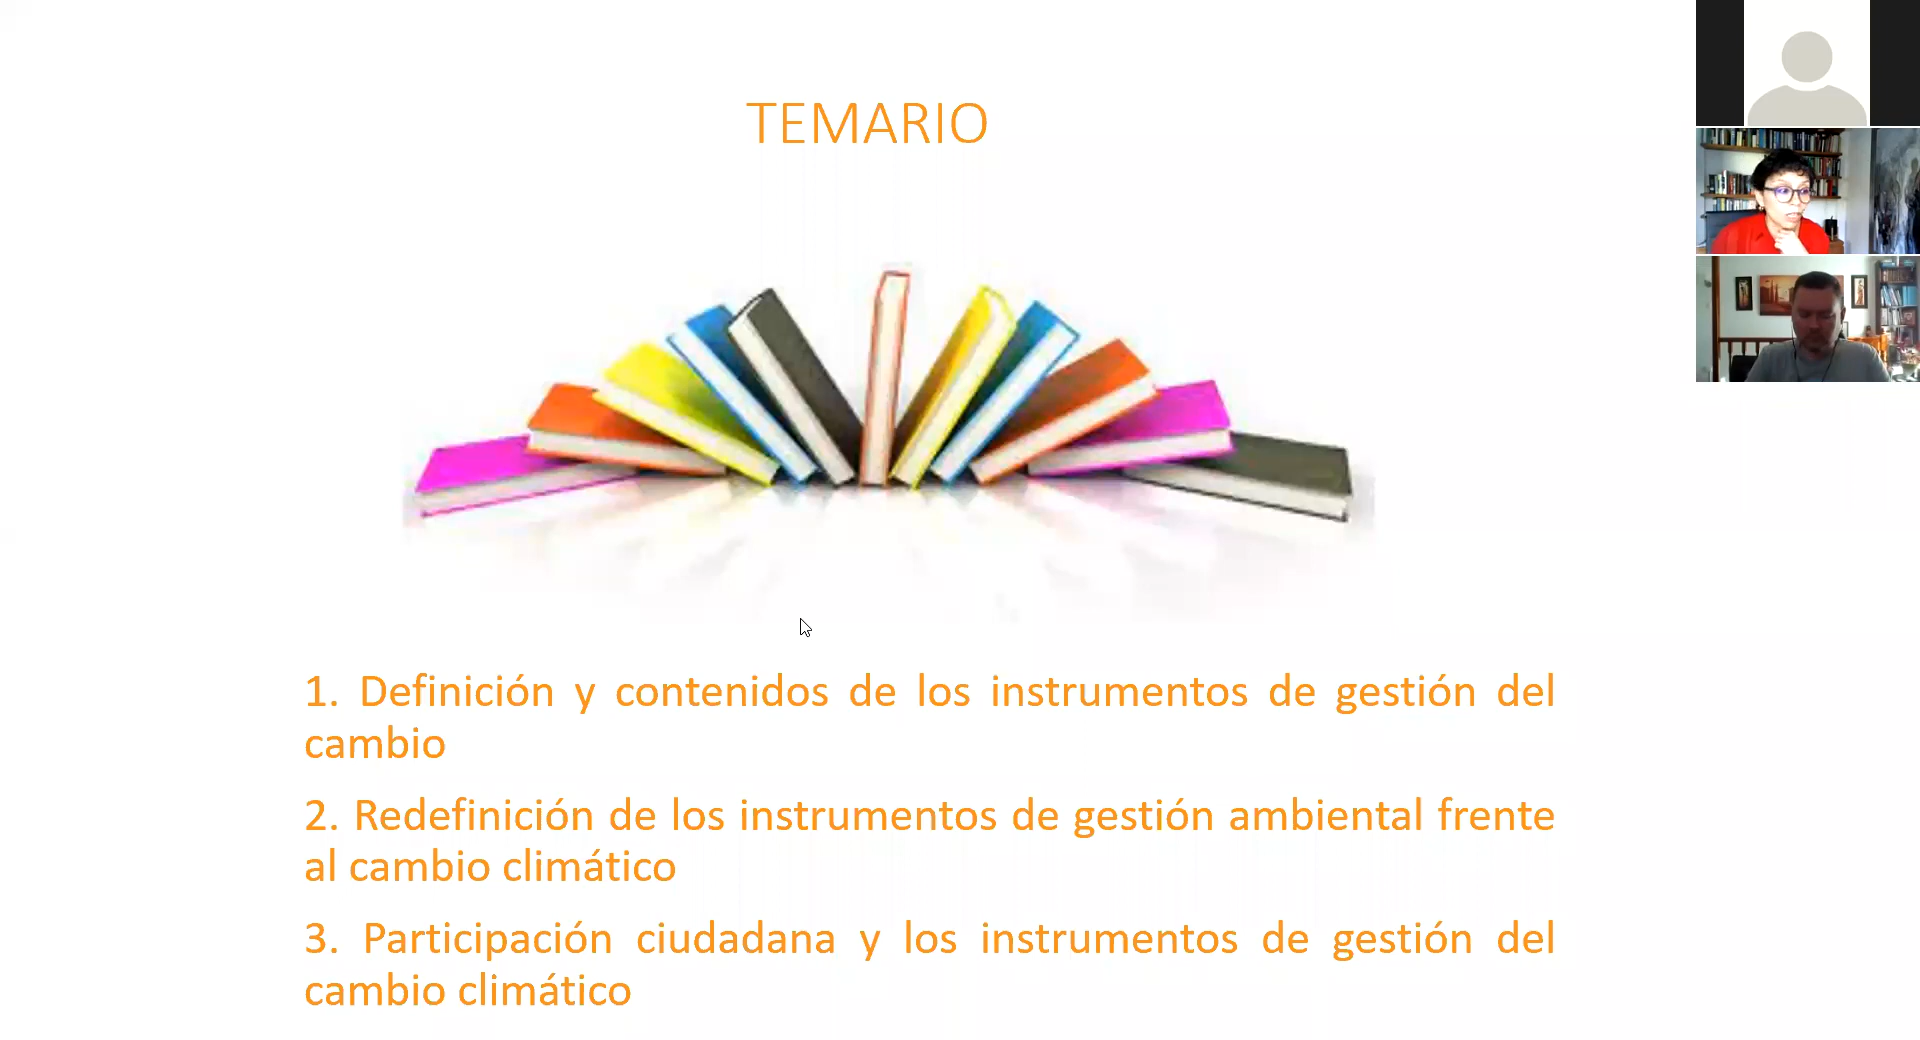 TEMARIO
1. Definición y contenidos de los instrumentos de gestión del
cambio
2. Redefinición de los instrumentos de gestión ambiental frente
al cambio climático
3. Participación ciudadana y los instrumentos de gestión del
cambio climático